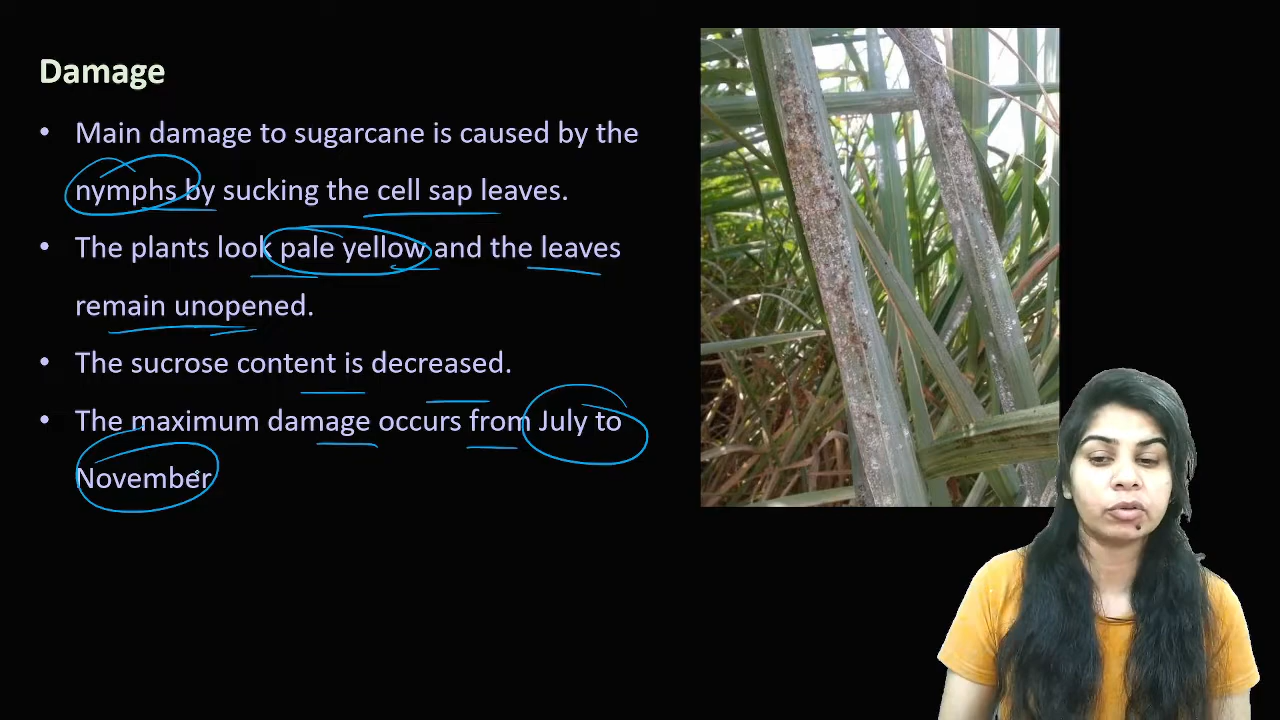 Damage
• Main damage to sugarcane is caused by the
nymphs by sucking the cell sap leaves.
• The plants look pale yellow and the leaves
remain unopened.
• The sucrose content is decreased.
• The maximum damage occurs from July to
November